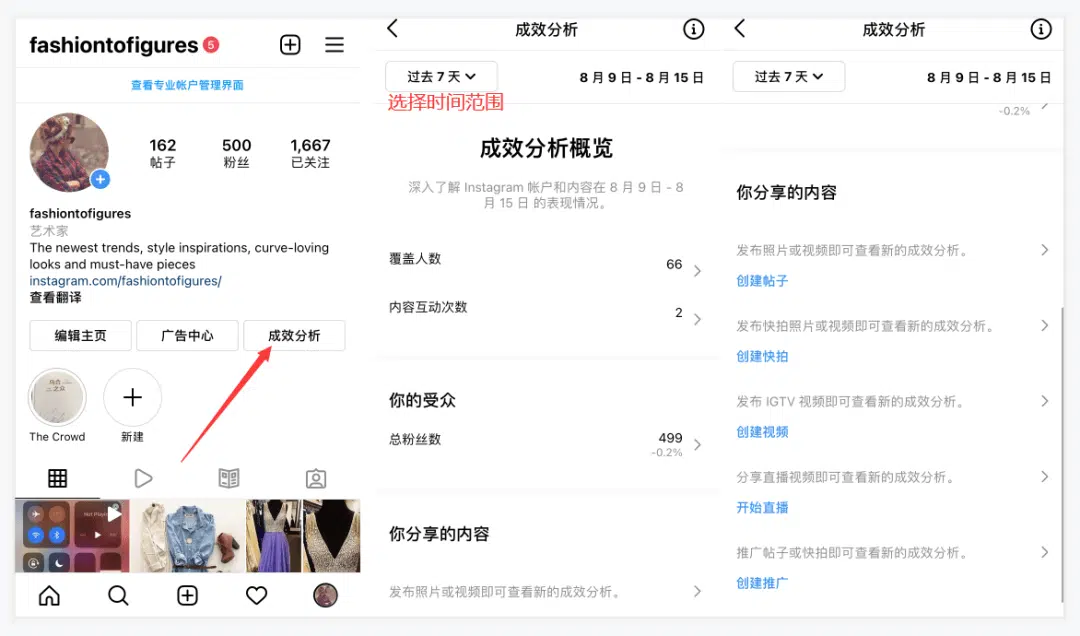 fashiontofigures 5
查看专业帐户管理界面
162 500 1,667
帖子 粉丝 已关注
fashiontofigures
艺术家
The newest trends, style inspirations, curve-loving
looks and must-have pieces
instagram.com/fashiontofigures/
查看翻译
编辑主页 广告中心 成效分析
The Crowd 新建
成效分析
过去 7 天 8 月 9 日 - 8 月 15 日
选择时间范围
成效分析概览
深入了解 Instagram 帐户和内容在 8 月 9 日 - 8
月 15 日 的表现情况。
覆盖人数 66
内容互动次数 2
你的受众
总粉丝数 499
-0.2%
你分享的内容
发布照片或视频即可查看新的成效分析。
成效分析
过去 7 天 8 月 9 日 - 8 月 15 日
-0.2%
你分享的内容
发布照片或视频即可查看新的成效分析。
创建帖子
发布快拍照片或视频即可查看新的成效分析。
创建快拍
发布 IGTV 视频即可查看新的成效分析。
创建视频
分享直播视频即可查看新的成效分析。
开始直播
推广帖子或快拍即可查看新的成效分析。
创建推广